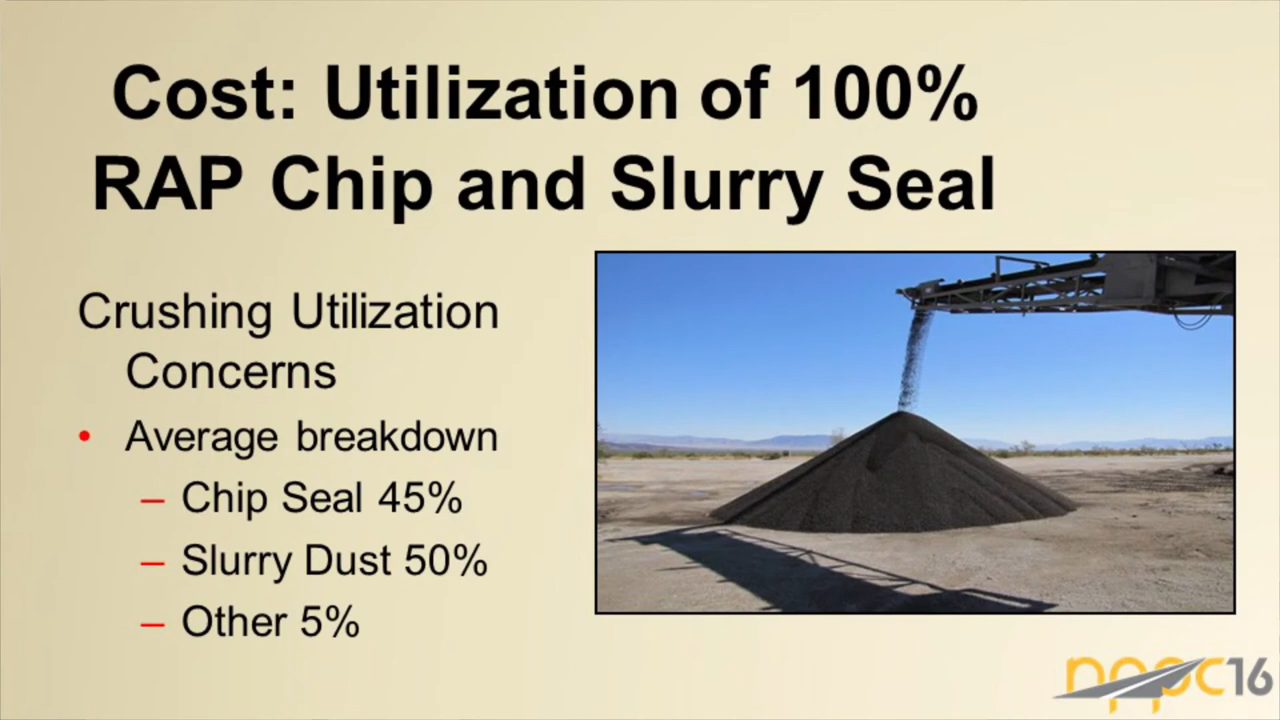 Cost: Utilization of 100%
RAP Chip and Slurry Seal
Crushing Utilization
Concerns
• Average breakdown
– Chip Seal 45%
– Slurry Dust 50%
– Other 5%
nppc16